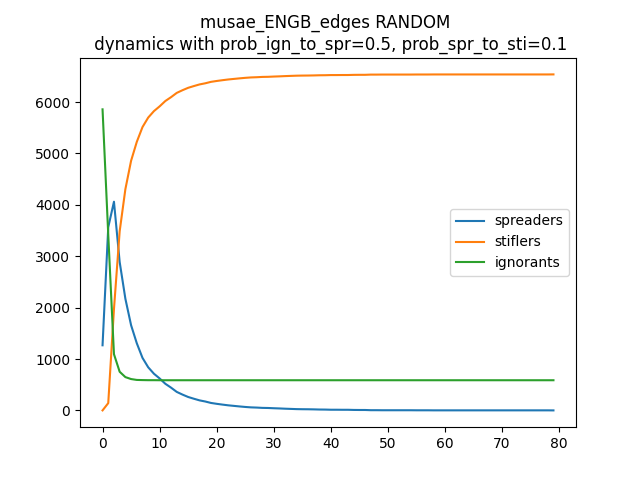 musae_ENGB_edges RANDOM
dynamics with prob_ign_to_spr=0.5, prob_spr_to_sti=0.1
6000
5000
4000
3000
2000
1000
0
spreaders
stiflers
ignorants
0 10 20 30 40 50 60 70 80